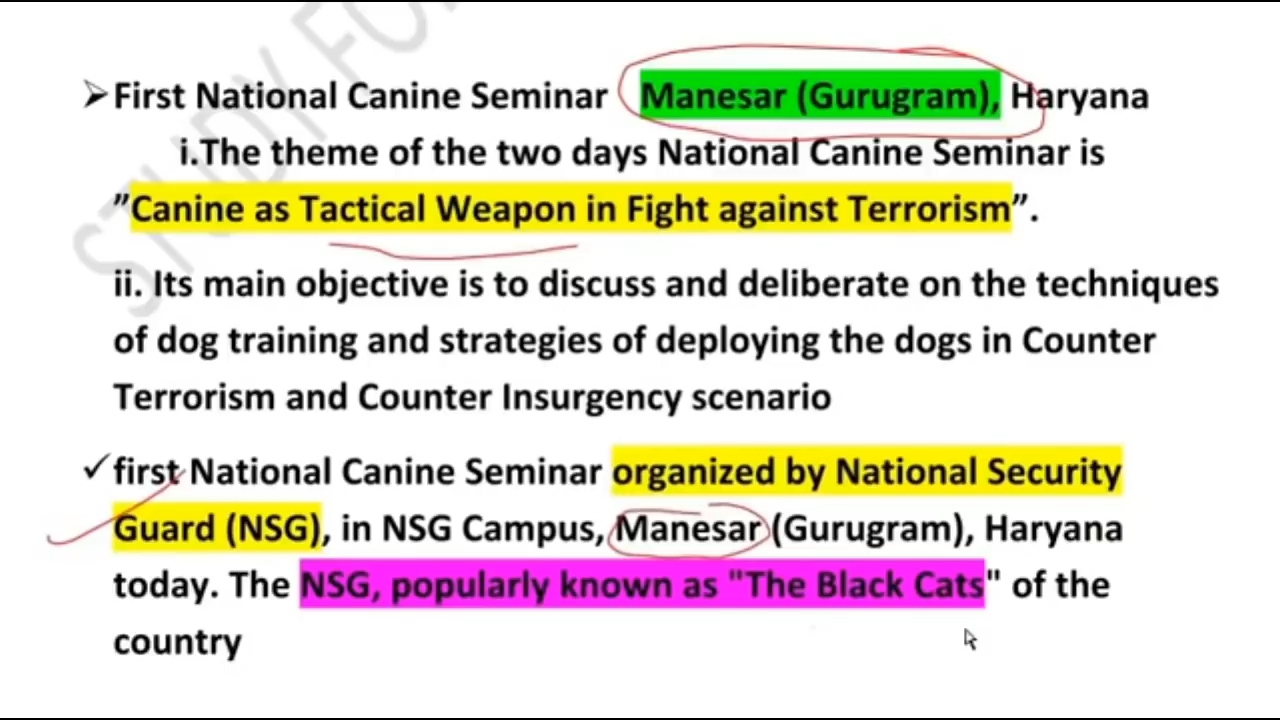 STUDY FO
➢First National Canine Seminar Manesar (Gurugram), Haryana
i.The theme of the two days National Canine Seminar is
”Canine as Tactical Weapon in Fight against Terrorism”.
ii. Its main objective is to discuss and deliberate on the techniques
of dog training and strategies of deploying the dogs in Counter
Terrorism and Counter Insurgency scenario
✓first National Canine Seminar organized by National Security
Guard (NSG), in NSG Campus, Manesar (Gurugram), Haryana
today. The NSG, popularly known as "The Black Cats" of the
country